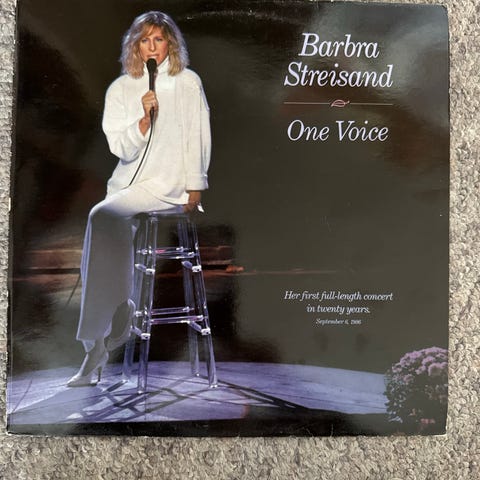 Barbra
Streisand
One Voice
Her first full-length concert
in twenty years.
September 6, 1986